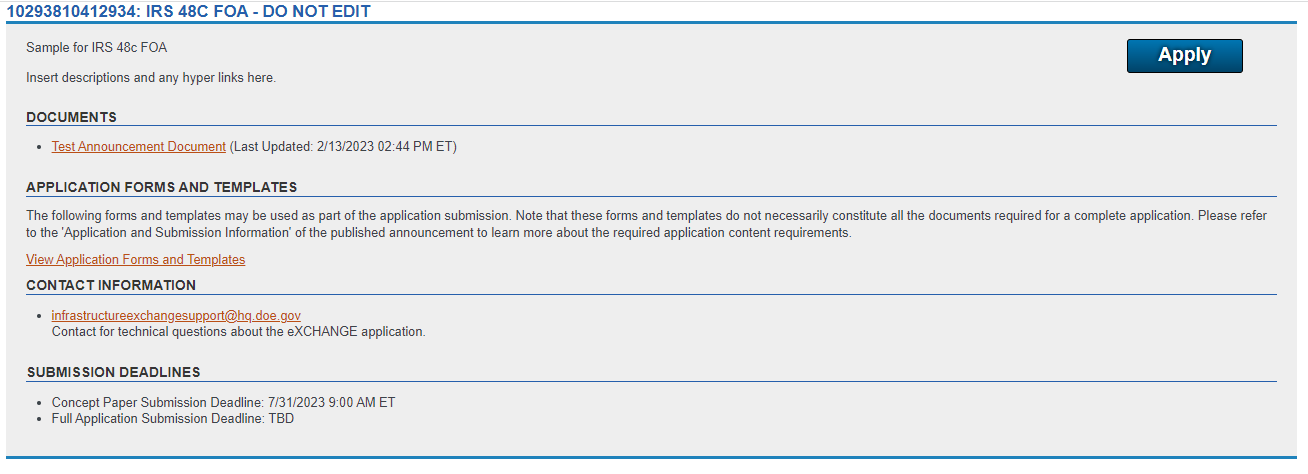 10293810412934: IRS 48C FOA - DO NOT EDIT
Sample for IRS 48c FOA
Apply
Insert descriptions and any hyper links here.
DOCUMENTS
• Test Announcement Document (Last Updated: 2/13/2023 02:44 PM ET)
APPLICATION FORMS AND TEMPLATES
The following forms and templates may be used as part of the application submission. Note that these forms and templates do not necessarily constitute all the documents required for a complete application. Please refer
to the 'Application and Submission Information' of the published announcement to learn more about the required application content requirements.
View Application Forms and Templates
CONTACT INFORMATION
• infrastructureexchangesupport@hq.doe.gov
Contact for technical questions about the eXCHANGE application.
SUBMISSION DEADLINES
• Concept Paper Submission Deadline: 7/31/2023 9:00 AM ET
• Full Application Submission Deadline: TBD